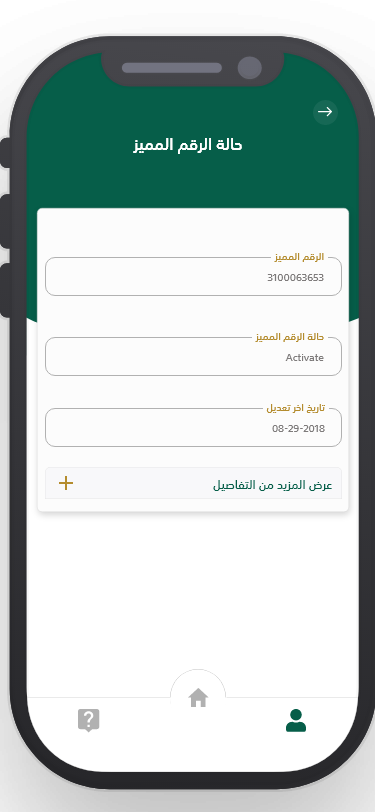 حالة الرقم المميز
الرقم المميز
3100063653
حالة الرقم المميز
Activate
تاريخ اخر تعديل
08-29-2018
عرض المزيد من التفاصيل